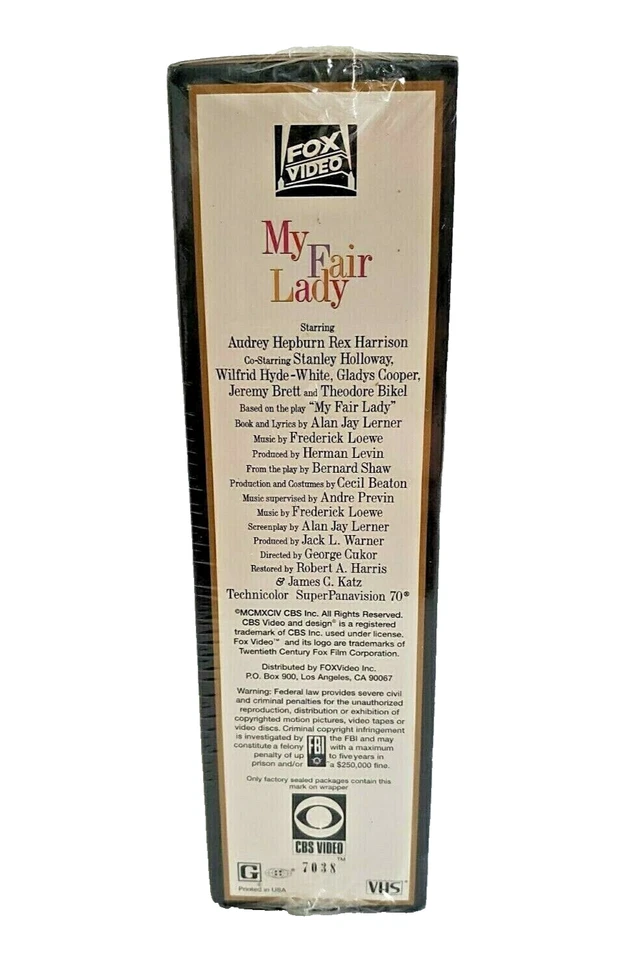 FOX
VIDEO
My
Fair
Lady
Starring
Audrey Hepburn Rex Harrison
Co-Starring Stanley Holloway,
Wilfrid Hyde-White, Gladys Cooper,
Jeremy Brett and Theodore Bikel
Based on the play "My Fair Lady"
Book and Lyrics by Alan Jay Lerner
Music by Frederick Loewe
Produced by Herman Levin
From the play by Bernard Shaw
Production and Costumes by Cecil Beaton
Music supervised by Andre Previn
Music by Frederick Loewe
Screenplay by Alan Jay Lerner
Produced by Jack L. Warner
Directed by George Cukor
Restored by Robert A. Harris
& James C. Katz
Technicolor SuperPanavision 70®
©MCMXCIV CBS Inc. All Rights Reserved.
CBS Video and design® is a registered
trademark of CBS Inc. used under license.
Fox Video™ and its logo are trademarks of
Twentieth Century Fox Film Corporation.
Distributed by FOXVideo Inc.
P.O. Box 900, Los Angeles, CA 90067
Warning: Federal law provides severe civil
and criminal penalties for the unauthorized
reproduction, distribution or exhibition of
copyrighted motion pictures, video tapes or
video discs. Criminal copyright infringement
is investigated by FBI the FBI and may
constitute a felony with a maximum
penalty of up to five years in
prison and/or a $250,000 fine.
Only factory sealed packages contain this
mark on wrapper
CBS VIDEO™
G 7038
Printed in USA VHS